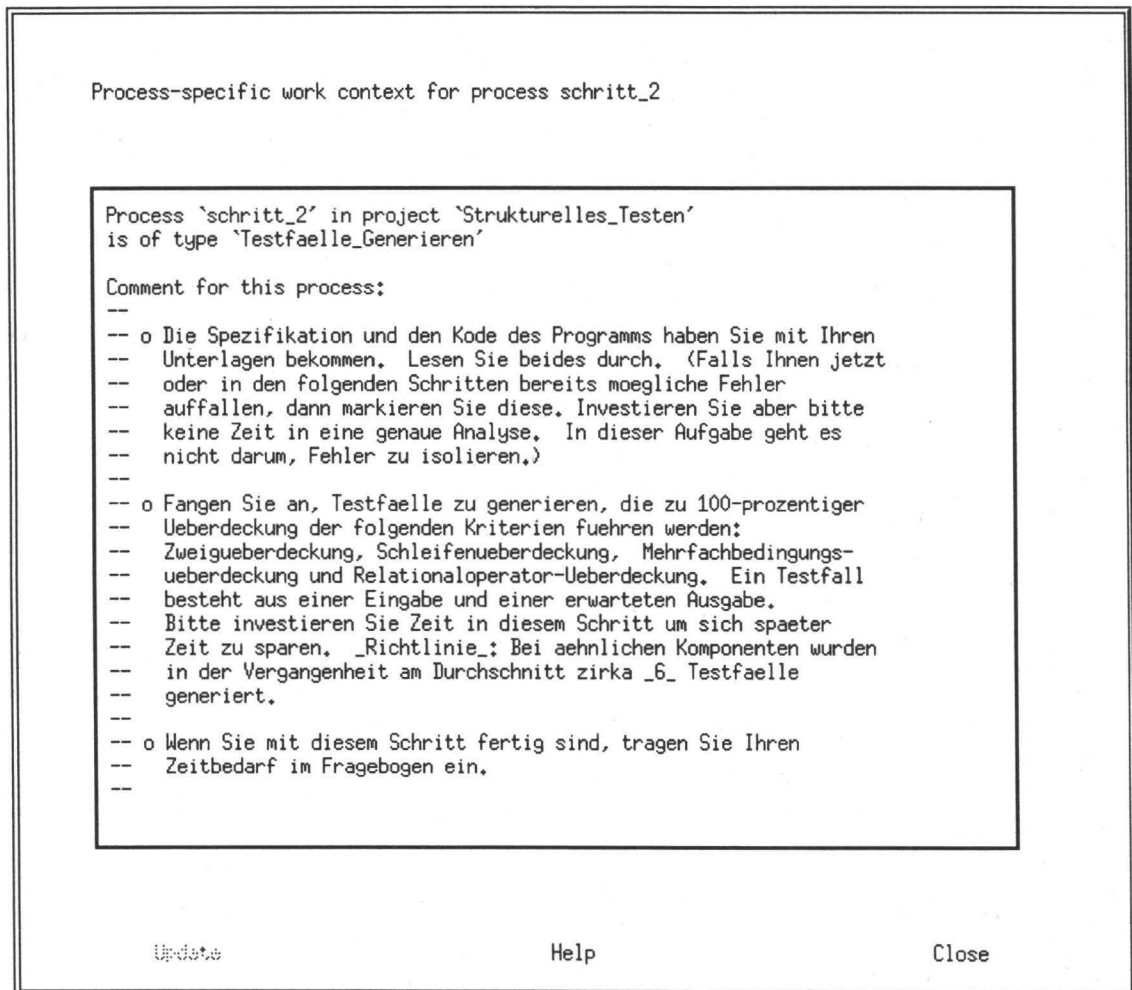 Process-specific work context for process schritt_2
Process `schritt_2' in project `Strukturelles_Testen'
is of type `Testfaelle_Generieren'
Comment for this process:
--
-- o Die Spezifikation und den Kode des Programms haben Sie mit Ihren
-- Unterlagen bekommen. Lesen Sie beides durch. (Falls Ihnen jetzt
-- oder in den folgenden Schritten bereits moegliche Fehler
-- auffallen, dann markieren Sie diese. Investieren Sie aber bitte
-- keine Zeit in eine genaue Analyse. In dieser Aufgabe geht es
-- nicht darum, Fehler zu isolieren.)
--
-- o Fangen Sie an, Testfaelle zu generieren, die zu 100-prozentiger
-- Ueberdeckung der folgenden Kriterien fuehren werden:
-- Zweigueberdeckung, Schleifenueberdeckung, Mehrfachbedingungs-
-- ueberdeckung und Relationaloperator-Ueberdeckung. Ein Testfall
-- besteht aus einer Eingabe und einer erwarteten Ausgabe.
-- Bitte investieren Sie Zeit in diesem Schritt um sich spaeter
-- Zeit zu sparen. _Richtlinie_: Bei aehnlichen Komponenten wurden
-- in der Vergangenheit am Durchschnitt zirka _6_ Testfaelle
-- generiert.
--
-- o Wenn Sie mit diesem Schritt fertig sind, tragen Sie Ihren
-- Zeitbedarf im Fragebogen ein.
--
Update Help Close